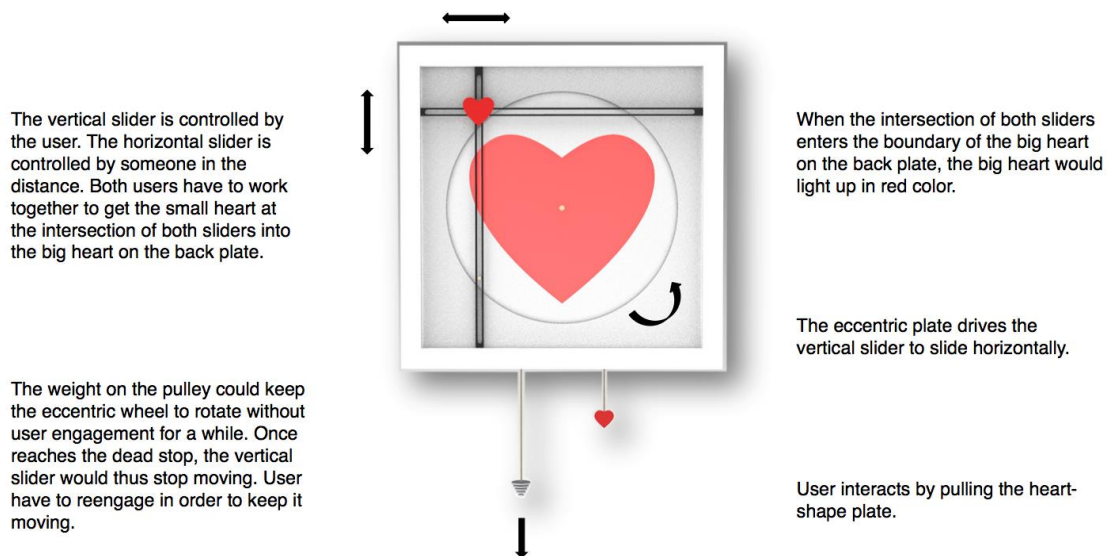 The vertical slider is controlled by
the user. The horizontal slider is
controlled by someone in the
distance. Both users have to work
together to get the small heart at
the intersection of both sliders into
the big heart on the back plate.
The weight on the pulley could keep
the eccentric wheel to rotate without
user engagement for a while. Once
reaches the dead stop, the vertical
slider would thus stop moving. User
have to reengage in order to keep it
moving.
When the intersection of both sliders
enters the boundary of the big heart
on the back plate, the big heart would
light up in red color.
The eccentric plate drives the
vertical slider to slide horizontally.
User interacts by pulling the heart-
shape plate.